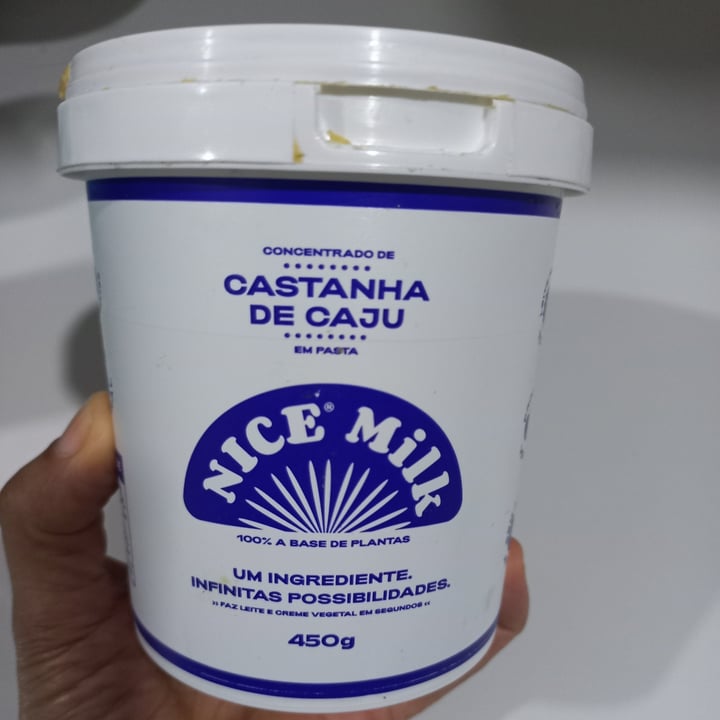 CONCENTRADO DE
CASTANHA
DE CAJU
EM PASTA
NICE® Milk
100% A BASE DE PLANTAS
UM INGREDIENTE.
INFINITAS POSSIBILIDADES.
>> FAZ LEITE E CREME VEGETAL EM SEGUNDOS <<
450g